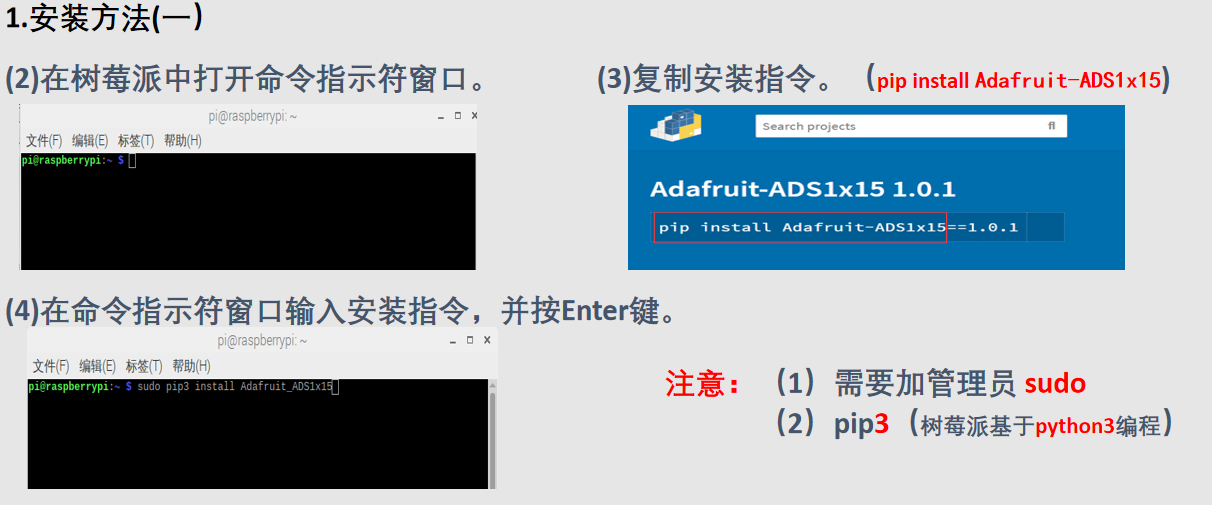 1.安装方法(一)
(2)在树莓派中打开命令指示符窗口。
pi@raspberrypi: ~
文件(F) 编辑(E) 标签(T) 帮助(H)
pi@raspberrypi:~ $
(3)复制安装指令。（pip install Adafruit-ADS1x15)
Search projects
Adafruit-ADS1x15 1.0.1
pip install Adafruit-ADS1x15==1.0.1
(4)在命令指示符窗口输入安装指令，并按Enter键。
pi@raspberrypi: ~
文件(F) 编辑(E) 标签(T) 帮助(H)
pi@raspberrypi:~ $ sudo pip3 install Adafruit_ADS1x15
注意：（1）需要加管理员 sudo
（2）pip3（树莓派基于python3编程）